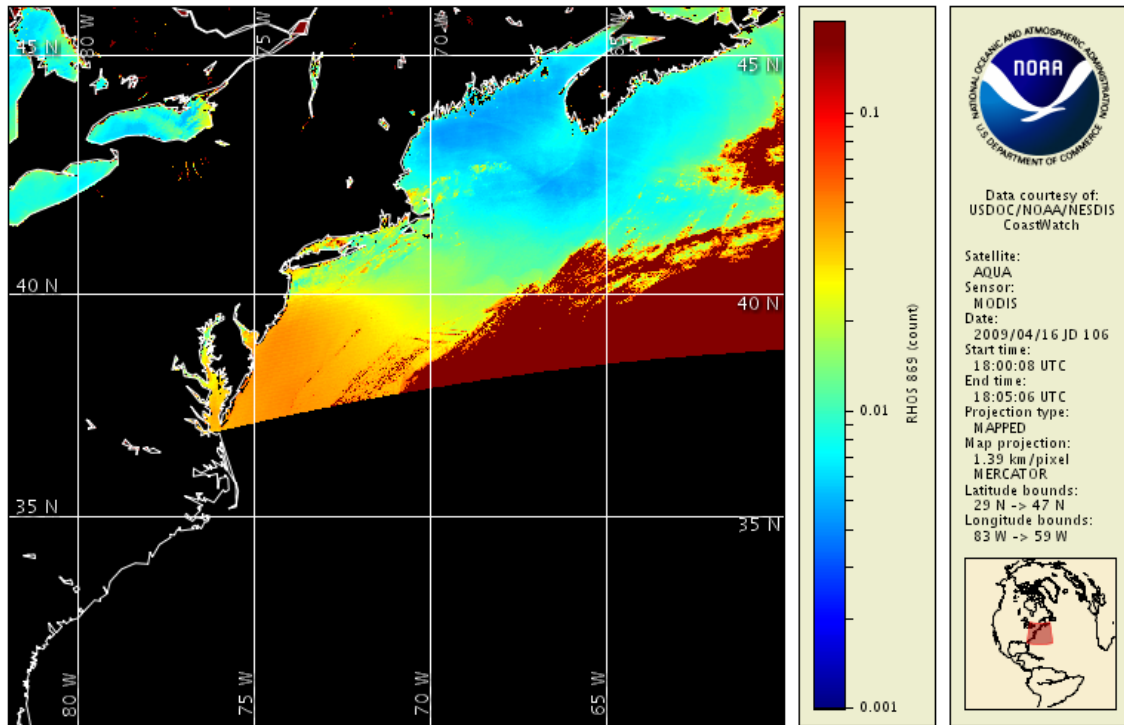 80 W
75 W
70 W
65 W
45 N
45 N
40 N
40 N
35 N
35 N
80 W
75 W
70 W
65 W
0.1
0.01
0.001
RHOS 869 (count)
NATIONAL OCEANIC AND ATMOSPHERIC ADMINISTRATION
NOAA
U.S. DEPARTMENT OF COMMERCE
Data courtesy of:
USDOC/NOAA/NESDIS
CoastWatch
Satellite:
AQUA
Sensor:
MODIS
Date:
2009/04/16 JD 106
Start time:
18:00:08 UTC
End time:
18:05:06 UTC
Projection type:
MAPPED
Map projection:
1.39 km/pixel
MERCATOR
Latitude bounds:
29 N -> 47 N
Longitude bounds:
83 W -> 59 W